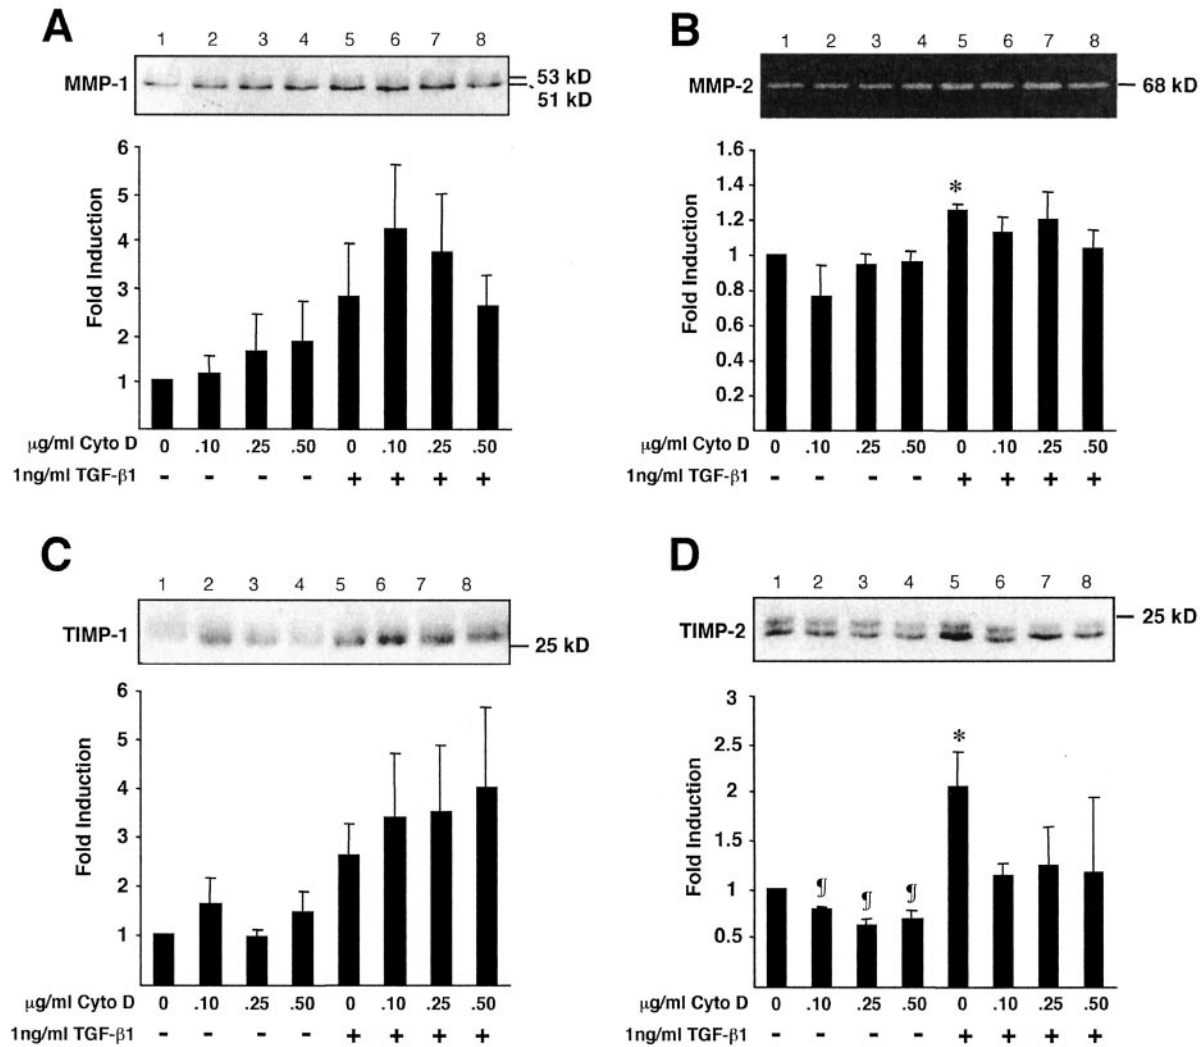 A
1 2 3 4 5 6 7 8
MMP-1
53 kD
51 kD
6
5
4
3
2
1
Fold Induction
μg/ml Cyto D 0 .10 .25 .50 0 .10 .25 .50
1ng/ml TGF-β1 - - - - + + + +
B
1 2 3 4 5 6 7 8
MMP-2
68 kD
1.6
1.4
1.2
1
0.8
0.6
0.4
0.2
Fold Induction
*
μg/ml Cyto D 0 .10 .25 .50 0 .10 .25 .50
1ng/ml TGF-β1 - - - - + + + +
C
1 2 3 4 5 6 7 8
TIMP-1
25 kD
6
5
4
3
2
1
Fold Induction
μg/ml Cyto D 0 .10 .25 .50 0 .10 .25 .50
1ng/ml TGF-β1 - - - - + + + +
D
1 2 3 4 5 6 7 8
TIMP-2
25 kD
3
2.5
2
1.5
1
0.5
Fold Induction
¶ ¶ ¶ *
μg/ml Cyto D 0 .10 .25 .50 0 .10 .25 .50
1ng/ml TGF-β1 - - - - + + + +